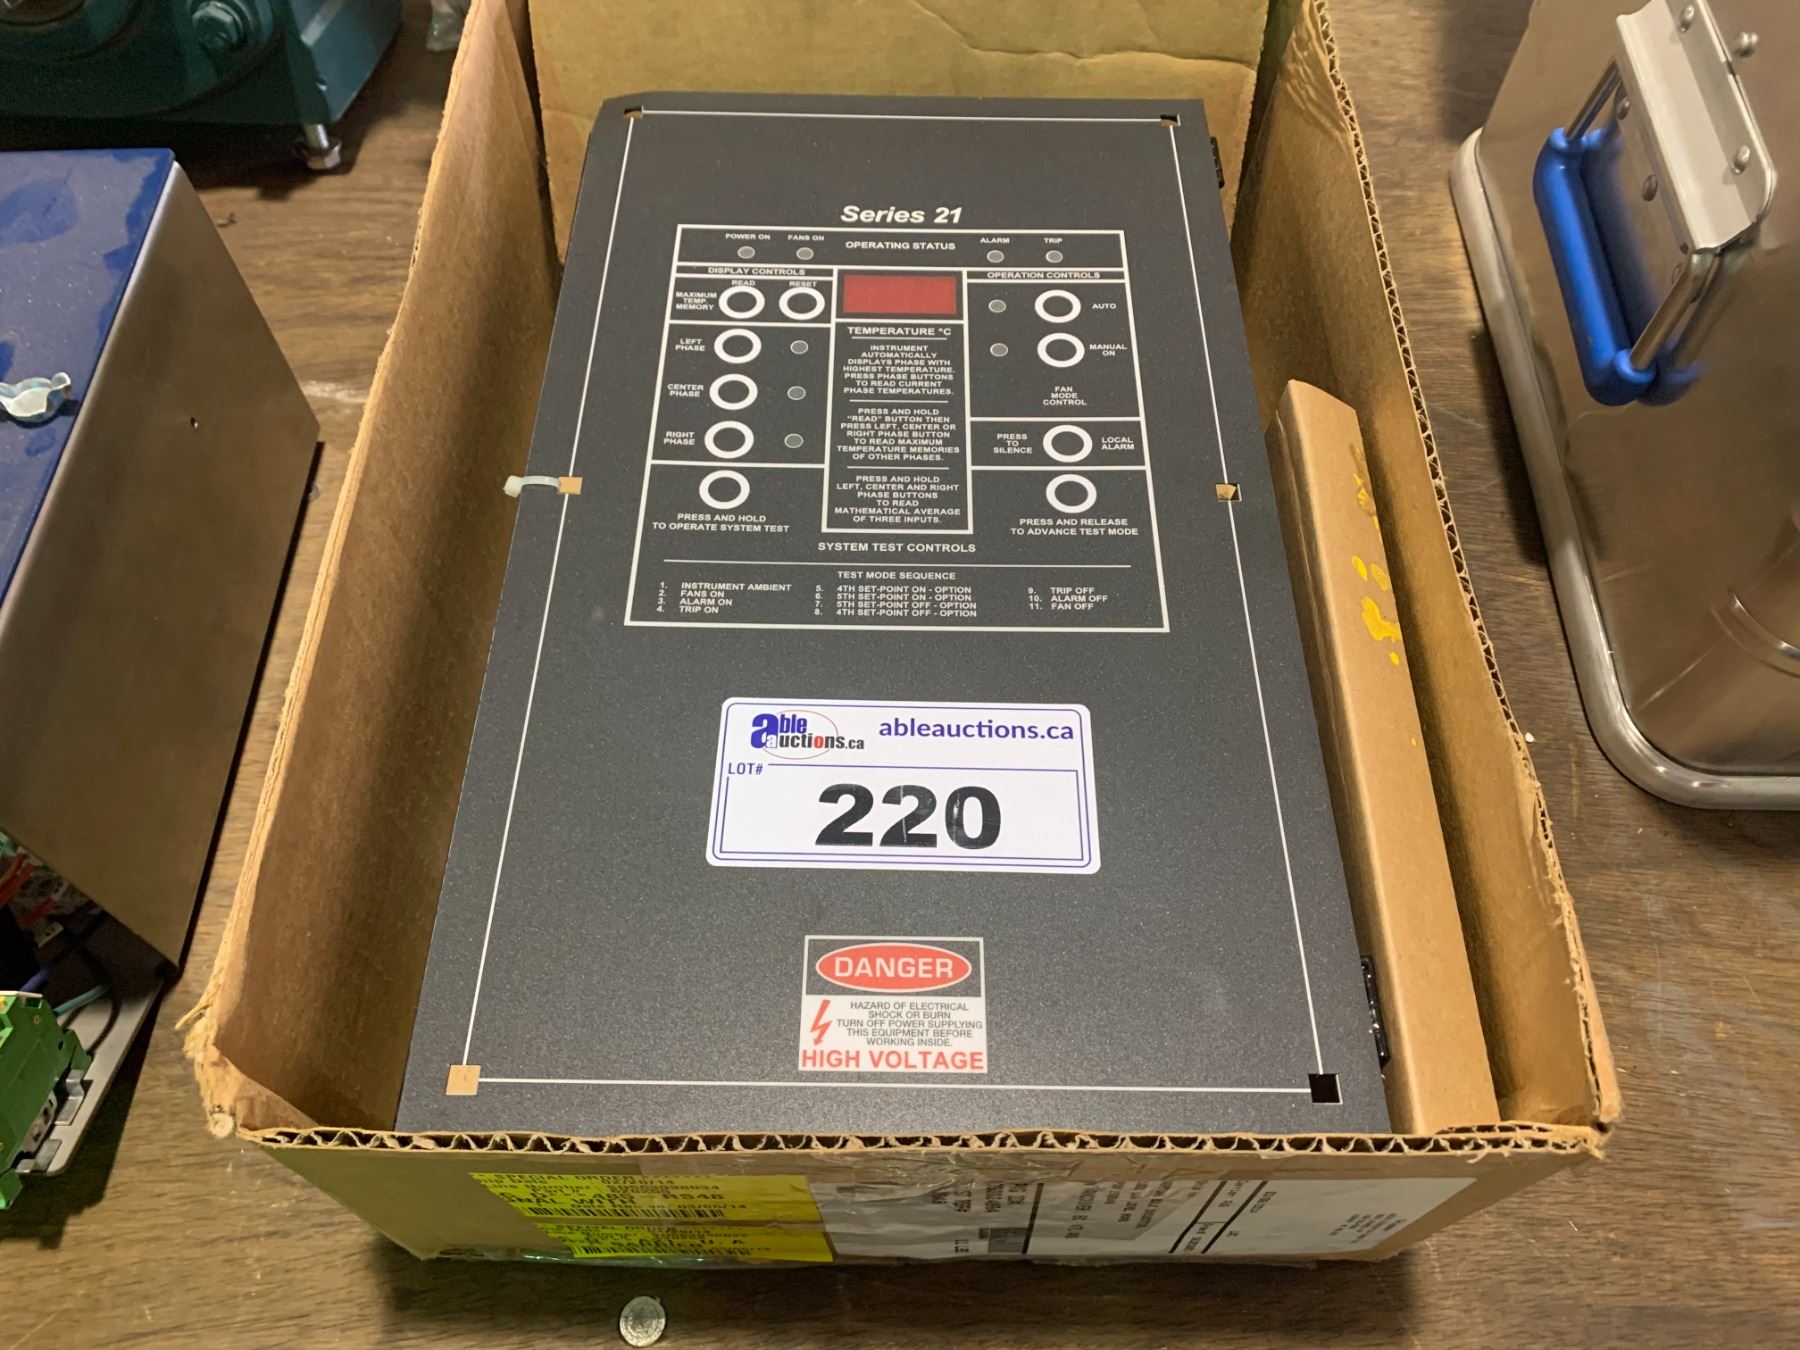 Series 21
POWER ON
FANS ON
OPERATING STATUS
ALARM
TRIP
DISPLAY CONTROLS
OPERATION CONTROLS
READ
RESET
MAXIMUM
TEMP.
MEMORY
LEFT
PHASE
CENTER
PHASE
RIGHT
PHASE
PRESS AND HOLD
TO OPERATE SYSTEM TEST
TEMPERATURE °C
INSTRUMENT
AUTOMATICALLY
DISPLAYS PHASE WITH
HIGHEST TEMPERATURE.
PRESS PHASE BUTTONS
TO READ CURRENT
PHASE TEMPERATURES.
PRESS AND HOLD
"READ" BUTTON THEN
PRESS LEFT, CENTER OR
RIGHT PHASE BUTTON
TO READ MAXIMUM
TEMPERATURE MEMORIES
OF OTHER PHASES.
PRESS AND HOLD
LEFT, CENTER AND RIGHT
PHASE BUTTONS
TO READ
MATHEMATICAL AVERAGE
OF THREE INPUTS.
AUTO
MANUAL
ON
FAN
MODE
CONTROL
PRESS
TO
SILENCE
LOCAL
ALARM
PRESS AND RELEASE
TO ADVANCE TEST MODE
SYSTEM TEST CONTROLS
TEST MODE SEQUENCE
1. INSTRUMENT AMBIENT
2. FANS ON
3. ALARM ON
4. TRIP ON
5. 4TH SET-POINT ON - OPTION
6. 5TH SET-POINT ON - OPTION
7. 5TH SET-POINT OFF - OPTION
8. 4TH SET-POINT OFF - OPTION
9. TRIP OFF
10. ALARM OFF
11. FAN OFF
able auctions.ca
ableauctions.ca
LOT#
220
DANGER
HAZARD OF ELECTRICAL
SHOCK OR BURN
TURN OFF POWER SUPPLYING
THIS EQUIPMENT BEFORE
WORKING INSIDE.
HIGH VOLTAGE